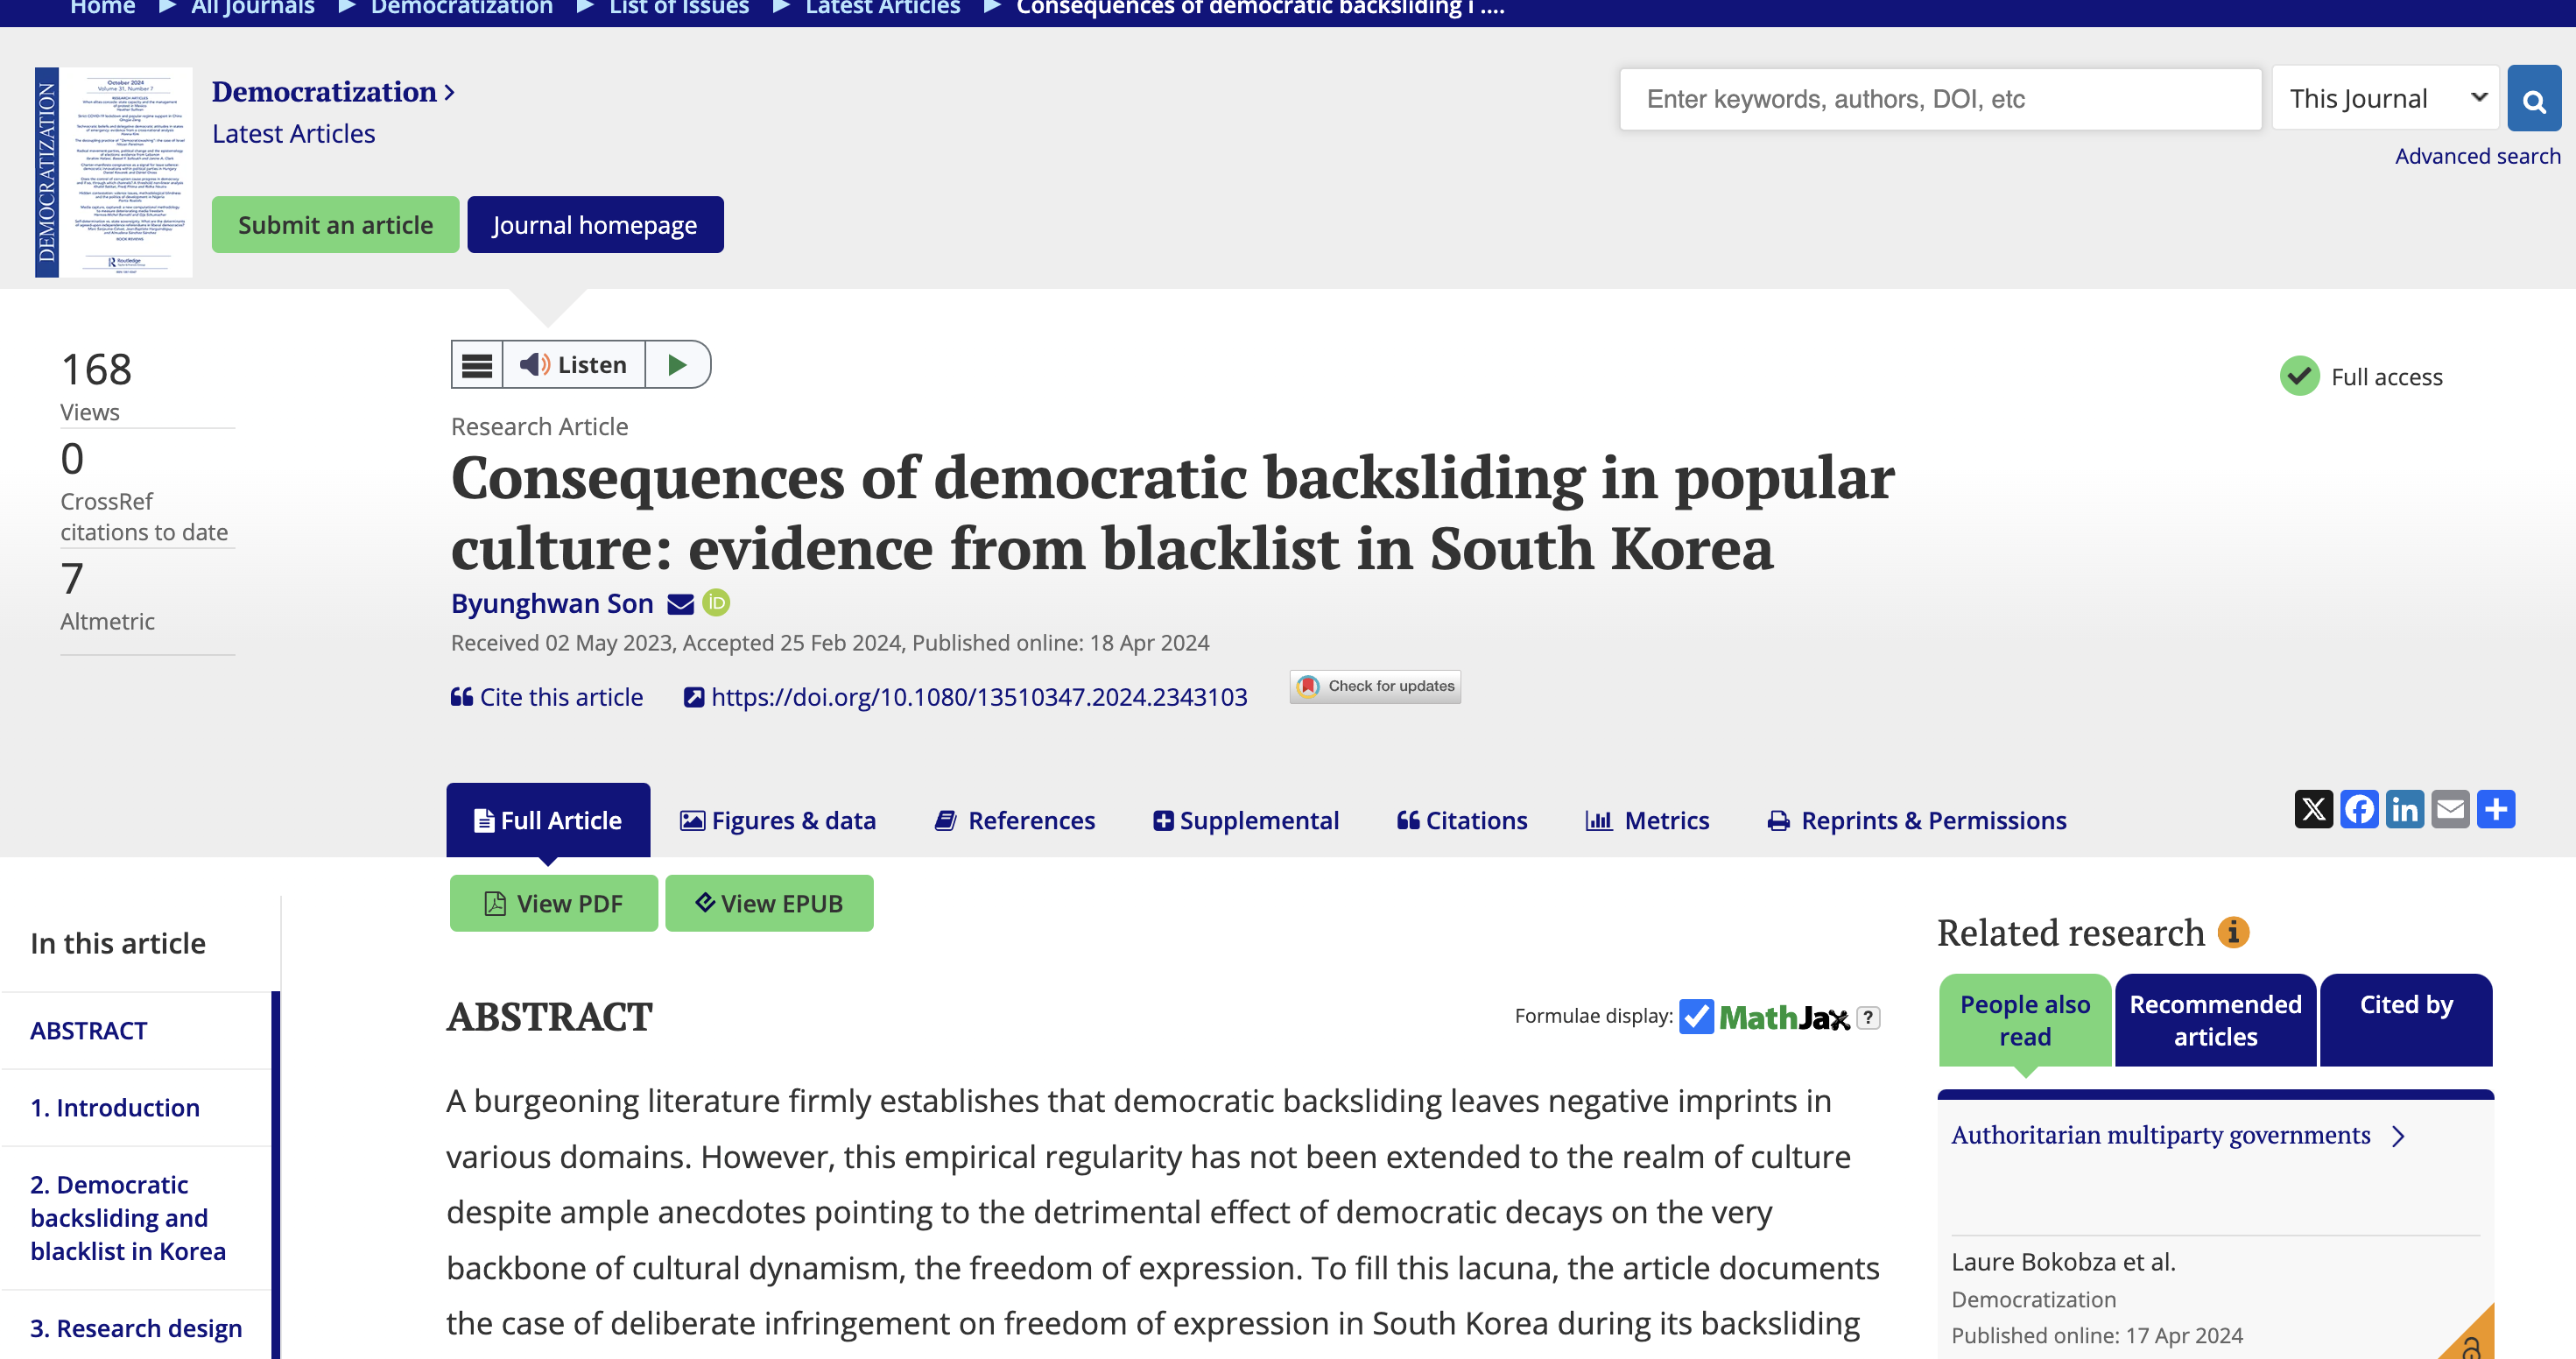 Home All Journals Democratization List of Issues Latest Articles Consequences of democratic backsliding i ....
DEMOCRATIZATION
October 2024
Volume 31, Number 7
Routledge
Democratization
Latest Articles
Submit an article
Journal homepage
Enter keywords, authors, DOI, etc
This Journal
Advanced search
168
Views
0
CrossRef
citations to date
7
Altmetric
Listen
Full access
Research Article
Consequences of democratic backsliding in popular
culture: evidence from blacklist in South Korea
Byunghwan Son iD
Received 02 May 2023, Accepted 25 Feb 2024, Published online: 18 Apr 2024
Cite this article https://doi.org/10.1080/13510347.2024.2343103 Check for updates
Full Article Figures & data References Supplemental Citations Metrics Reprints & Permissions
View PDF View EPUB
In this article
ABSTRACT
1. Introduction
2. Democratic
backsliding and
blacklist in Korea
3. Research design
ABSTRACT
Formulae display: MathJax ?
A burgeoning literature firmly establishes that democratic backsliding leaves negative imprints in
various domains. However, this empirical regularity has not been extended to the realm of culture
despite ample anecdotes pointing to the detrimental effect of democratic decays on the very
backbone of cultural dynamism, the freedom of expression. To fill this lacuna, the article documents
the case of deliberate infringement on freedom of expression in South Korea during its backsliding
Related research
People also
read
Recommended
articles
Cited by
Authoritarian multiparty governments
Laure Bokobza et al.
Democratization
Published online: 17 Apr 2024